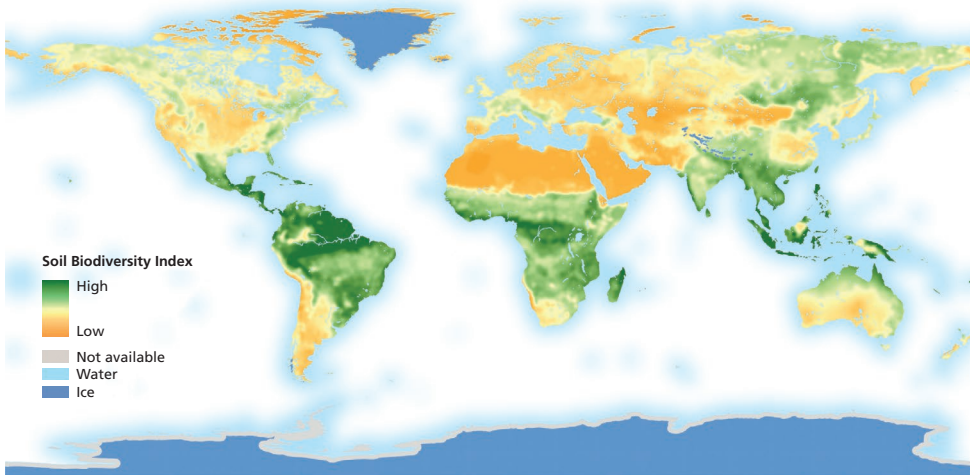 Soil Biodiversity Index
High
Low
Not available
Water
Ice